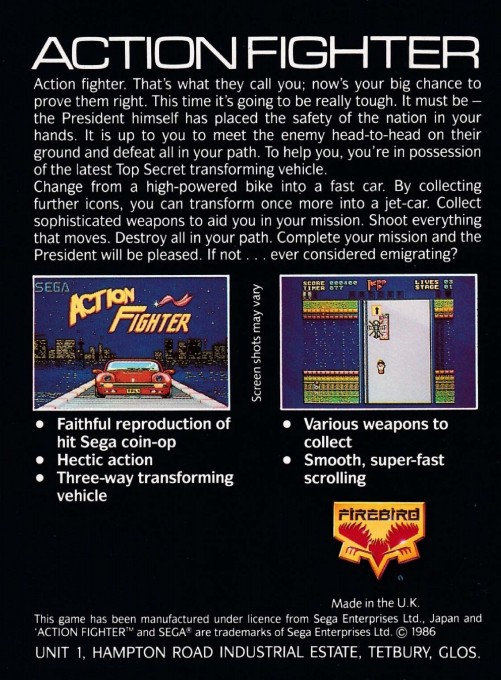 ACTION FIGHTER
Action fighter. That's what they call you; now's your big chance to
prove them right. This time it's going to be really tough. It must be –
the President himself has placed the safety of the nation in your
hands. It is up to you to meet the enemy head-to-head on their
ground and defeat all in your path. To help you, you're in possession
of the latest Top Secret transforming vehicle.
Change from a high-powered bike into a fast car. By collecting
further icons, you can transform once more into a jet-car. Collect
sophisticated weapons to aid you in your mission. Shoot everything
that moves. Destroy all in your path. Complete your mission and the
President will be pleased. If not . . . ever considered emigrating?
SEGA
ACTION
FIGHTER
Screen shots may vary
SCORE 000400
TIMER 877
LIVES 03
STAGE 01
• Faithful reproduction of
hit Sega coin-op
• Hectic action
• Three-way transforming
vehicle
• Various weapons to
collect
• Smooth, super-fast
scrolling
FIREBIRD
Made in the U.K.
This game has been manufactured under licence from Sega Enterprises Ltd., Japan and
'ACTION FIGHTER™ and SEGA® are trademarks of Sega Enterprises Ltd. © 1986
UNIT 1, HAMPTON ROAD INDUSTRIAL ESTATE, TETBURY, GLOS.